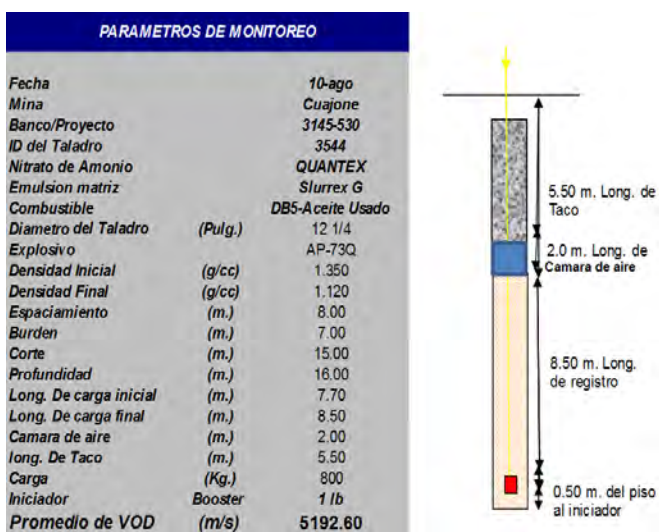 PARAMETROS DE MONITOREO
Fecha 10-ago
Mina Cuajone
Banco/Proyecto 3145-530
ID del Taladro 3544
Nitrato de Amonio QUANTEX
Emulsion matriz Slurrex G
Combustible DB5-Aceite Usado
Diametro del Taladro (Pulg.) 12 1/4
Explosivo AP-73Q
Densidad Inicial (g/cc) 1.350
Densidad Final (g/cc) 1.120
Espaciamiento (m.) 8.00
Burden (m.) 7.00
Corte (m.) 15.00
Profundidad (m.) 16.00
Long. De carga inicial (m.) 7.70
Long. De carga final (m.) 8.50
Camara de aire (m.) 2.00
long. De Taco (m.) 5.50
Carga (Kg.) 800
Iniciador Booster 1 lb
Promedio de VOD (m/s) 5192.60
5.50 m. Long. de
Taco
2.0 m. Long. de
Camara de aire
8.50 m. Long.
de registro
0.50 m. del piso
al iniciador